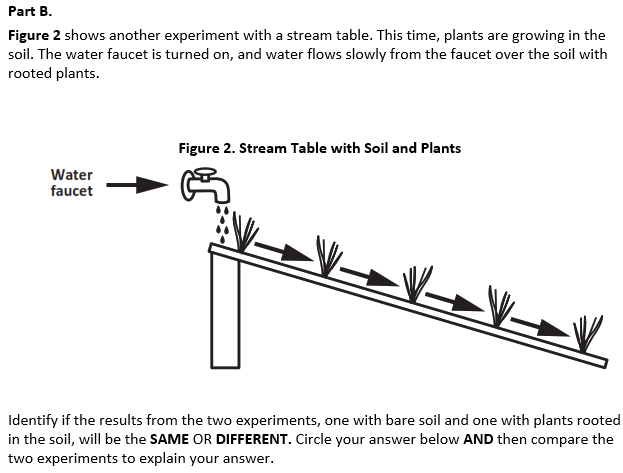 Part B.
Figure 2 shows another experiment with a stream table. This time, plants are growing in the
soil. The water faucet is turned on, and water flows slowly from the faucet over the soil with
rooted plants.
Figure 2. Stream Table with Soil and Plants
Water
faucet
Identify if the results from the two experiments, one with bare soil and one with plants rooted
in the soil, will be the SAME OR DIFFERENT. Circle your answer below AND then compare the
two experiments to explain your answer.